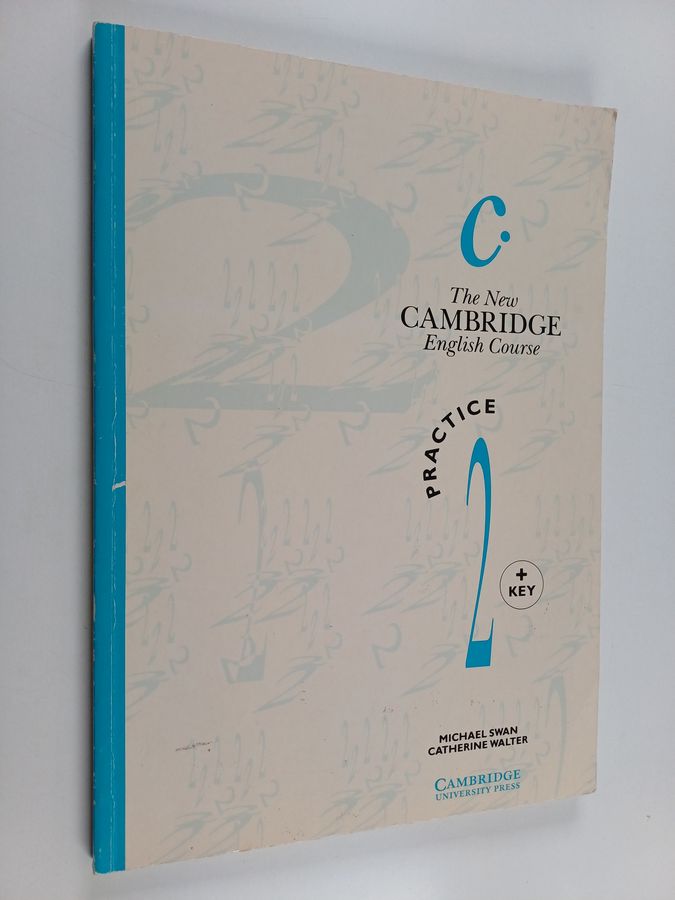 C.
The New
CAMBRIDGE
English Course
PRACTICE
2
+
KEY
MICHAEL SWAN
CATHERINE WALTER
CAMBRIDGE
UNIVERSITY PRESS